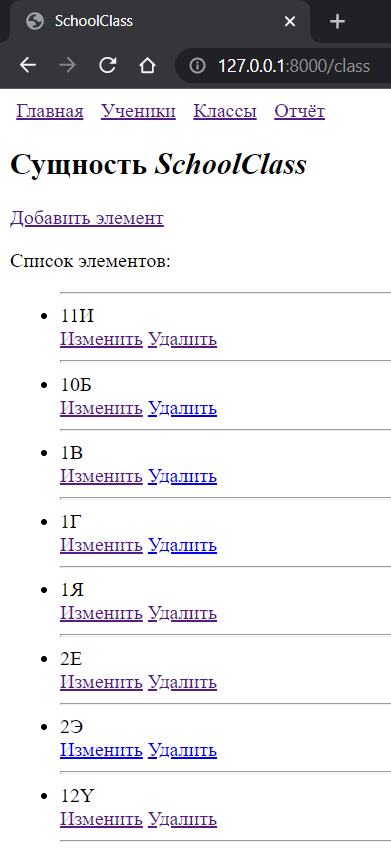 SchoolClass
127.0.0.1:8000/class
Главная Ученики Классы Отчёт
Сущность SchoolClass
Добавить элемент
Список элементов:
11И
Изменить Удалить
10Б
Изменить Удалить
1В
Изменить Удалить
1Г
Изменить Удалить
1Я
Изменить Удалить
2Е
Изменить Удалить
2Э
Изменить Удалить
12Y
Изменить Удалить